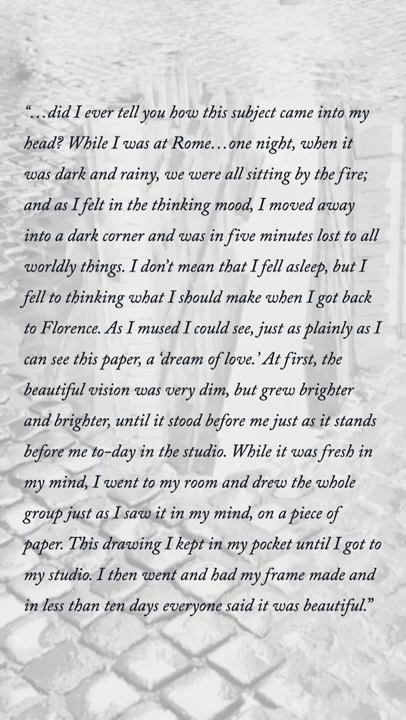 “…did I ever tell you how this subject came into my
head? While I was at Rome…one night, when it
was dark and rainy, we were all sitting by the fire;
and as I felt in the thinking mood, I moved away
into a dark corner and was in five minutes lost to all
worldly things. I don’t mean that I fell asleep, but I
fell to thinking what I should make when I got back
to Florence. As I mused I could see, just as plainly as I
can see this paper, a ‘dream of love.’ At first, the
beautiful vision was very dim, but grew brighter
and brighter, until it stood before me just as it stands
before me to-day in the studio. While it was fresh in
my mind, I went to my room and drew the whole
group just as I saw it in my mind, on a piece of
paper. This drawing I kept in my pocket until I got to
my studio. I then went and had my frame made and
in less than ten days everyone said it was beautiful.”